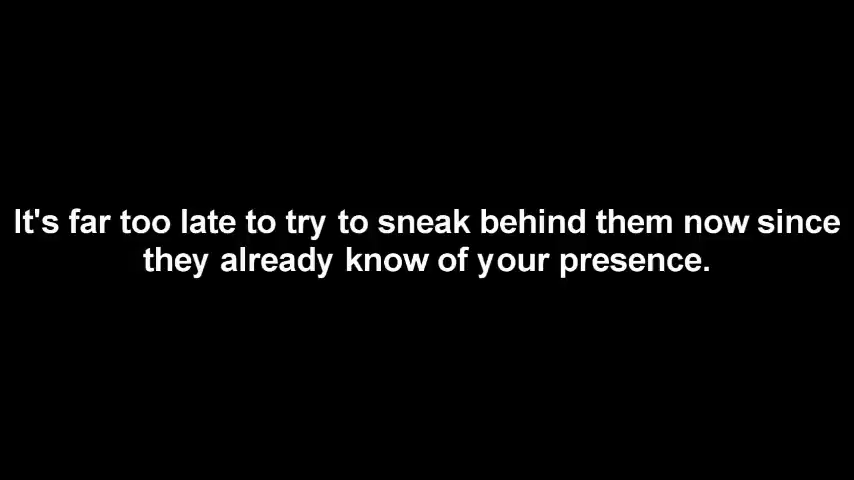 It's far too late to try to sneak behind them now since
they already know of your presence.